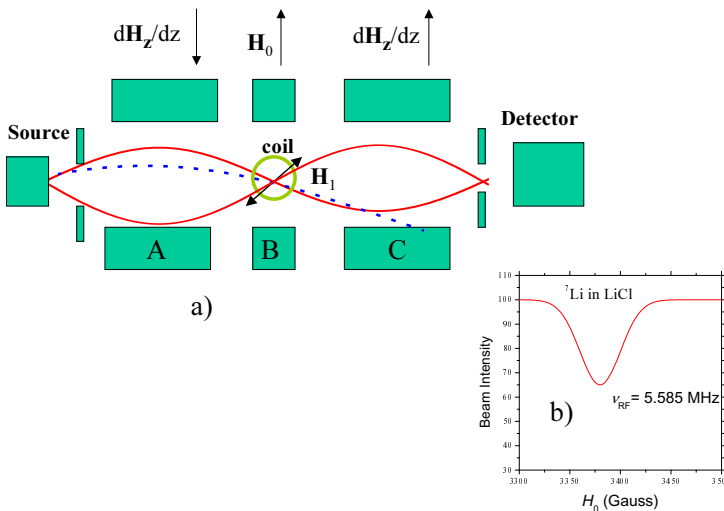 dHz/dz
H0
dHz/dz
Source
Detector
coil
H1
A
B
C
a)
110
100
90
80
70
60
50
40
30
Beam Intensity
7Li in LiCl
νRF= 5.585 MHz
b)
3300 3350 3400 3450 350
H0 (Gauss)